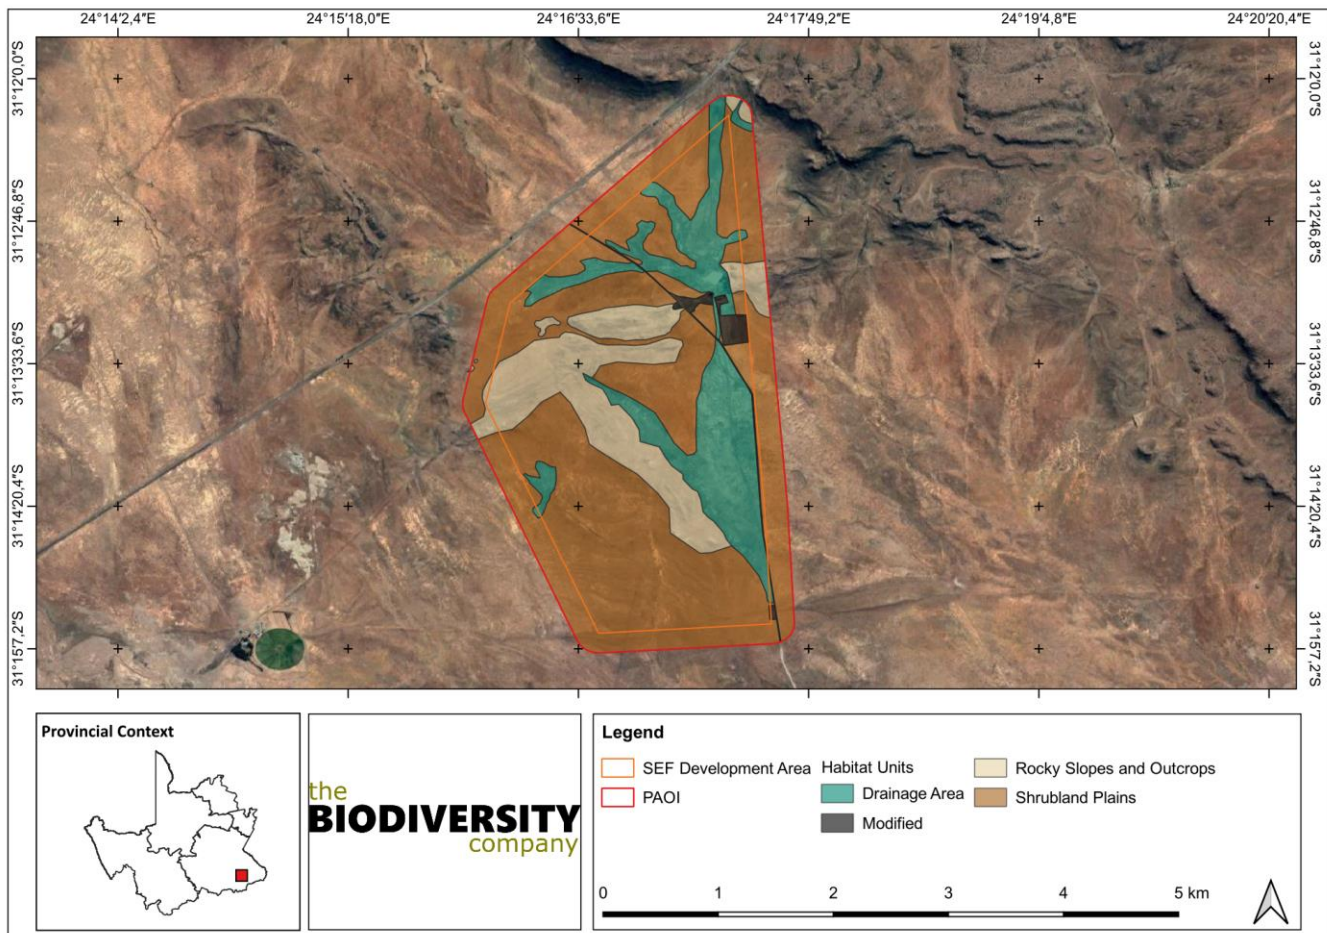 24°14′2,4″E 24°15′18,0″E 24°16′33,6″E 24°17′49,2″E 24°19′4,8″E 24°20′20,4″E
31°12′0,0″S 31°12′0,0″S
31°12′46,8″S 31°12′46,8″S
31°13′33,6″S 31°13′33,6″S
31°14′20,4″S 31°14′20,4″S
31°15′7,2″S 31°15′7,2″S
Provincial Context
the
BIODIVERSITY
company
Legend
SEF Development Area
PAOI
Habitat Units
Drainage Area
Modified
Rocky Slopes and Outcrops
Shrubland Plains
0 1 2 3 4 5 km